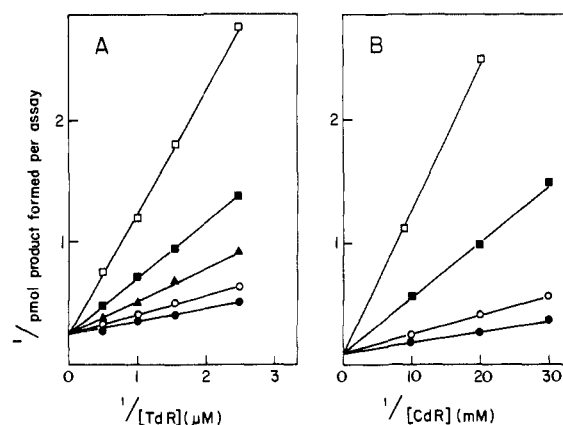 A
B
1/pmol product formed per assay
2
1
0
1
2
3
1/[TdR] (μM)
2
1
0
10
20
30
1/[CdR] (mM)